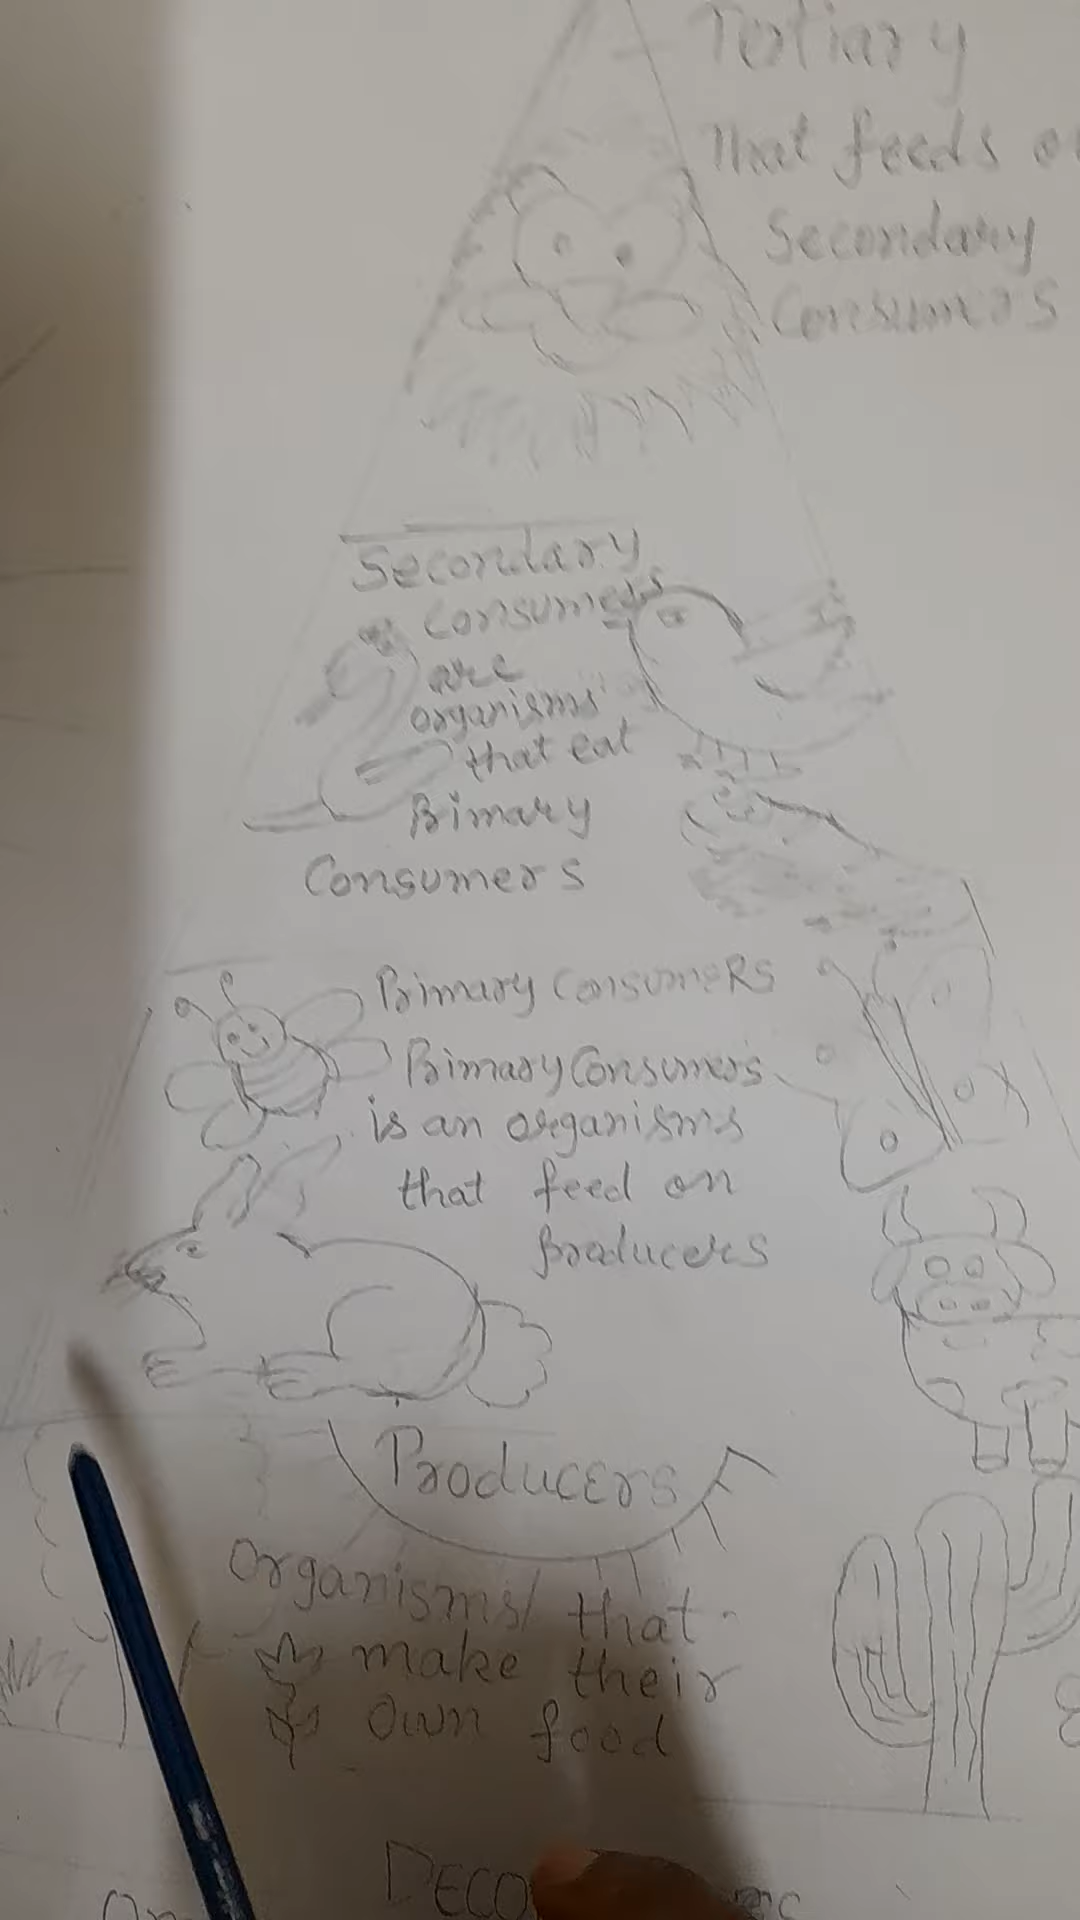 Tertiary
That feeds
Secondary
Consumers
Secondary
Consumers
are
organisms
that eat
Primary
Consumers
Primary ConsumeRs
Primary Consumers
is an organisms
that feed on
producers
ProducErs
organisms that
make their
own food